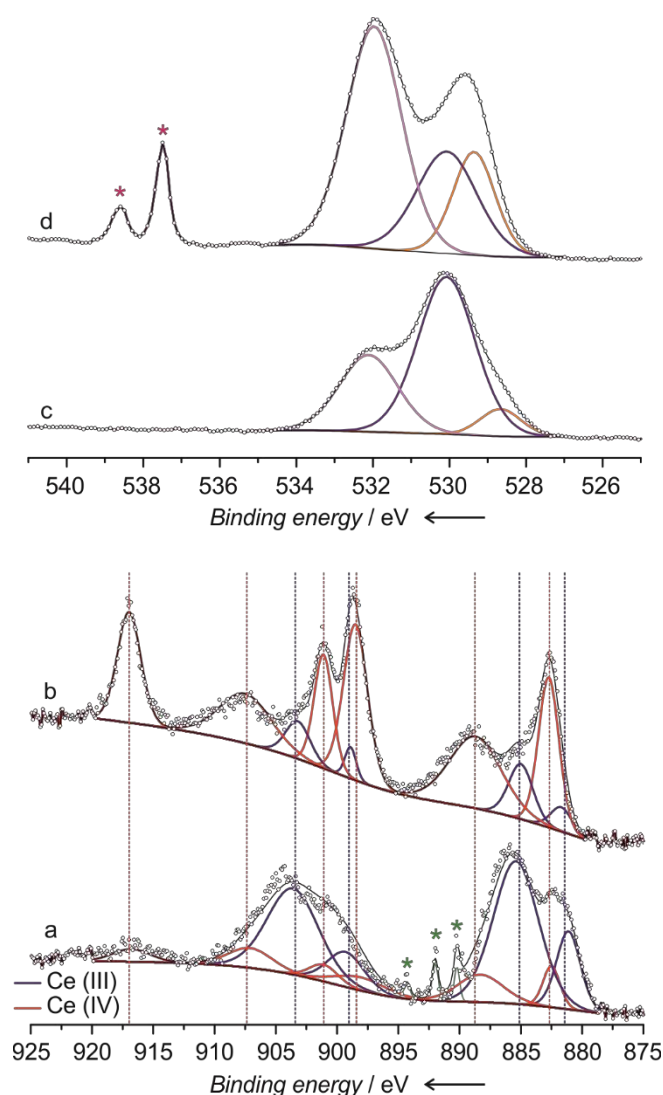 * *
d
c
540 538 536 534 532 530 528 526
Binding energy / eV ←
b
a
* * *
Ce (III)
Ce (IV)
925 920 915 910 905 900 895 890 885 880 875
Binding energy / eV ←